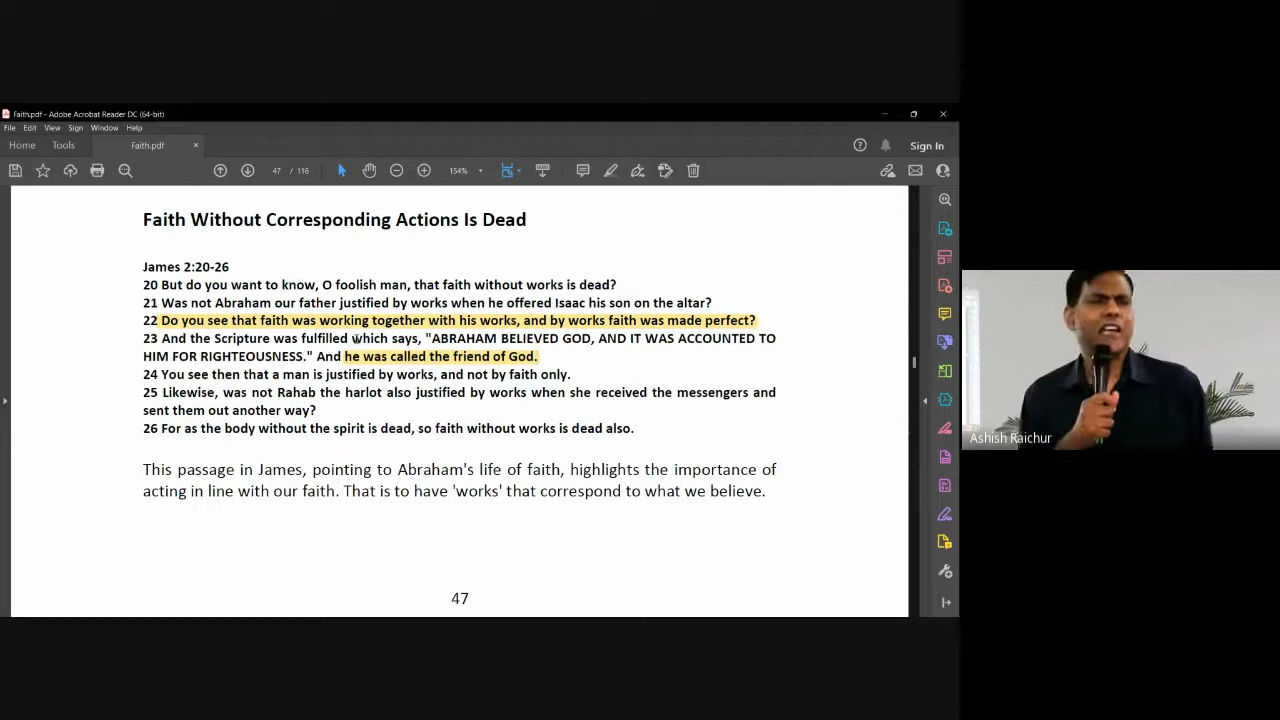 Faith.pdf - Adobe Acrobat Reader DC (64-bit)
File Edit View Sign Window Help
Home Tools Faith.pdf × Sign In
47 / 116 154%
Faith Without Corresponding Actions Is Dead
James 2:20-26
20 But do you want to know, O foolish man, that faith without works is dead?
21 Was not Abraham our father justified by works when he offered Isaac his son on the altar?
22 Do you see that faith was working together with his works, and by works faith was made perfect?
23 And the Scripture was fulfilled which says, "ABRAHAM BELIEVED GOD, AND IT WAS ACCOUNTED TO
HIM FOR RIGHTEOUSNESS." And he was called the friend of God.
24 You see then that a man is justified by works, and not by faith only.
25 Likewise, was not Rahab the harlot also justified by works when she received the messengers and
sent them out another way?
26 For as the body without the spirit is dead, so faith without works is dead also.
This passage in James, pointing to Abraham's life of faith, highlights the importance of
acting in line with our faith. That is to have 'works' that correspond to what we believe.
47
Ashish Raichur